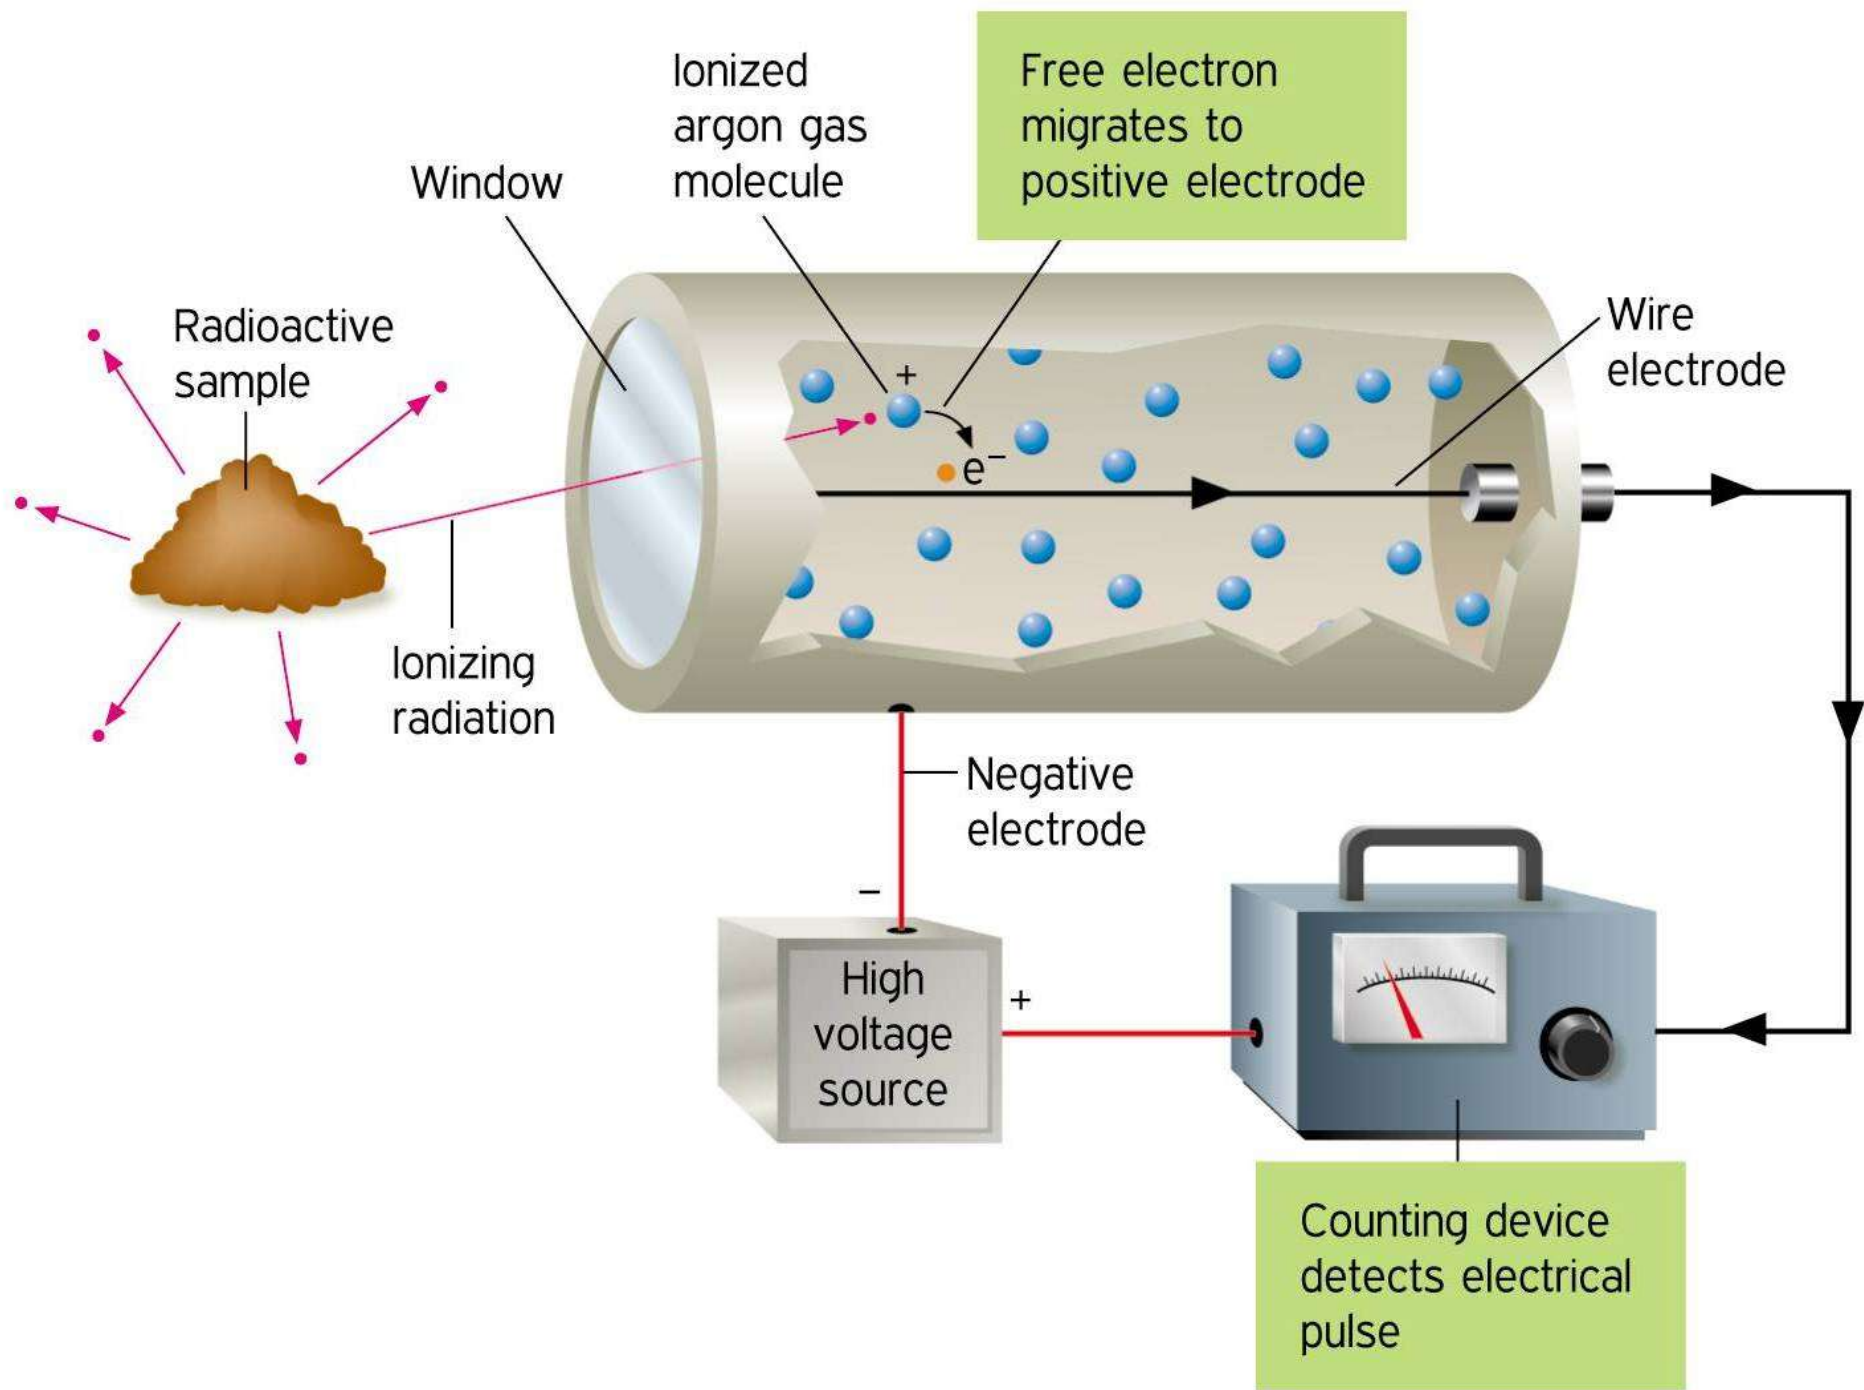 Ionized
argon gas
molecule
Free electron
migrates to
positive electrode
Window
Radioactive
sample
Wire
electrode
+
e−
Ionizing
radiation
Negative
electrode
−
High
voltage
source
+
Counting device
detects electrical
pulse